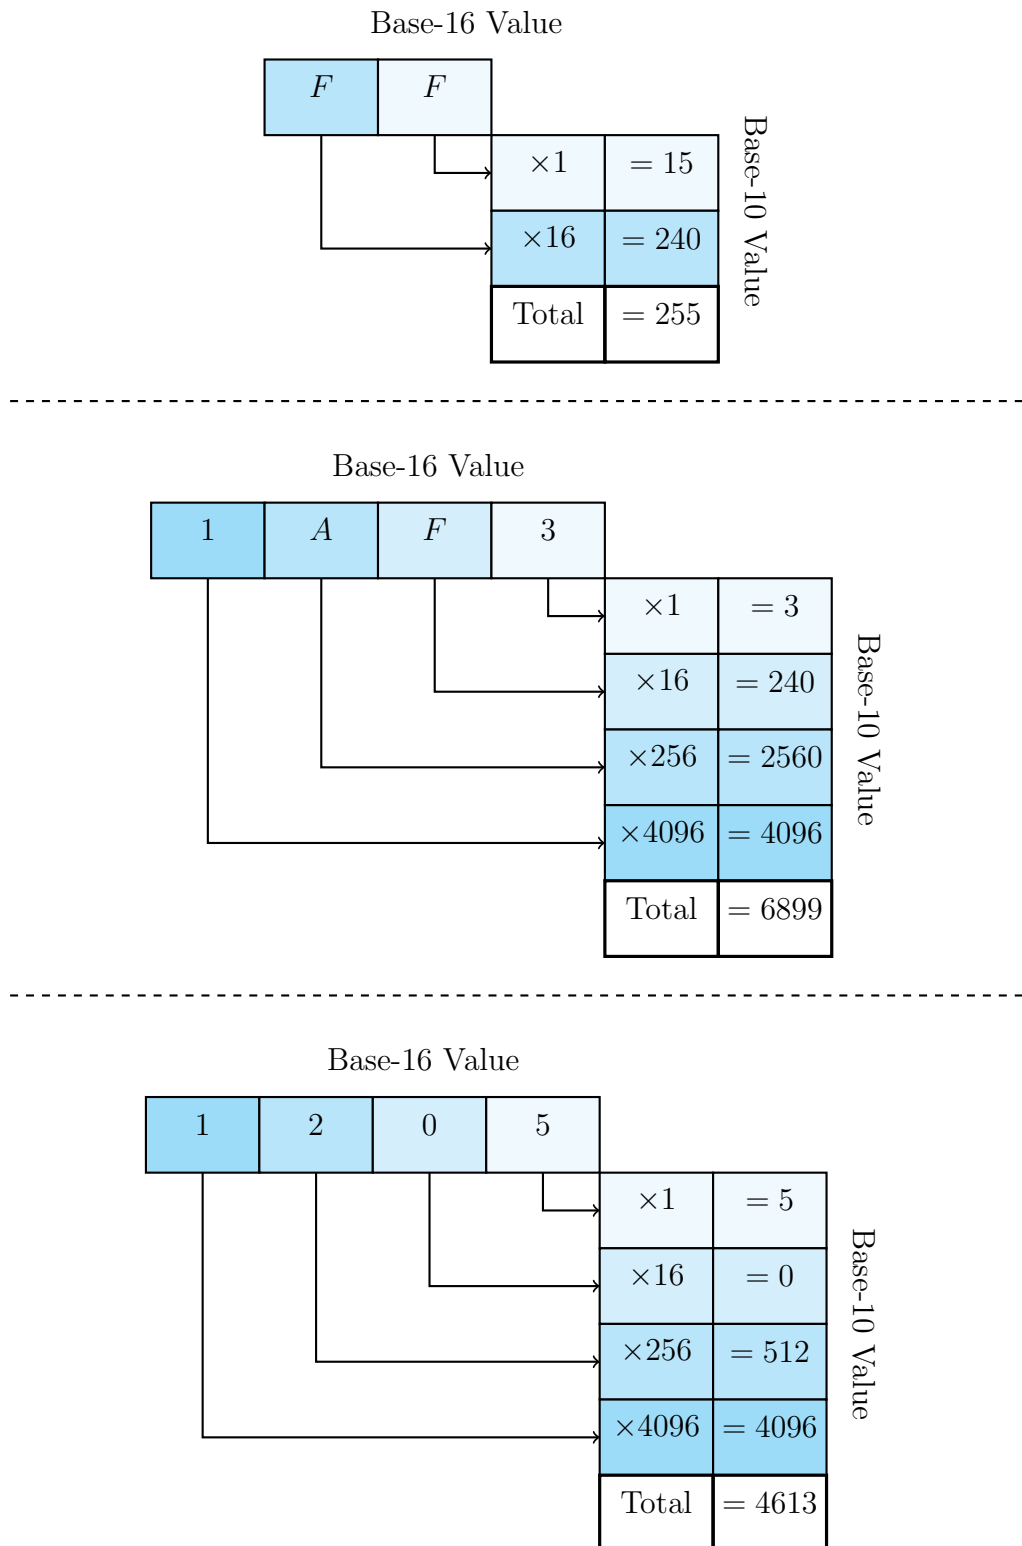 Base-16 Value
F F
×1 = 15
×16 = 240
Total = 255
Base-10 Value
Base-16 Value
1 A F 3
×1 = 3
×16 = 240
×256 = 2560
×4096 = 4096
Total = 6899
Base-10 Value
Base-16 Value
1 2 0 5
×1 = 5
×16 = 0
×256 = 512
×4096 = 4096
Total = 4613
Base-10 Value